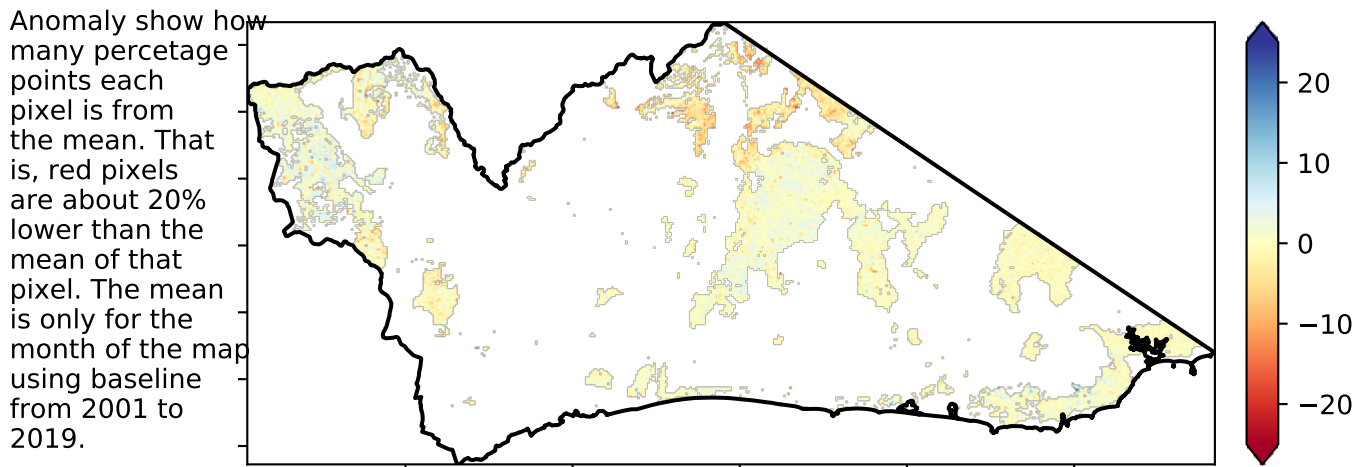 Anomaly show how
many percetage
points each
pixel is from
the mean. That
is, red pixels
are about 20%
lower than the
mean of that
pixel. The mean
is only for the
month of the map
using baseline
from 2001 to
2019.
20
10
0
−10
−20